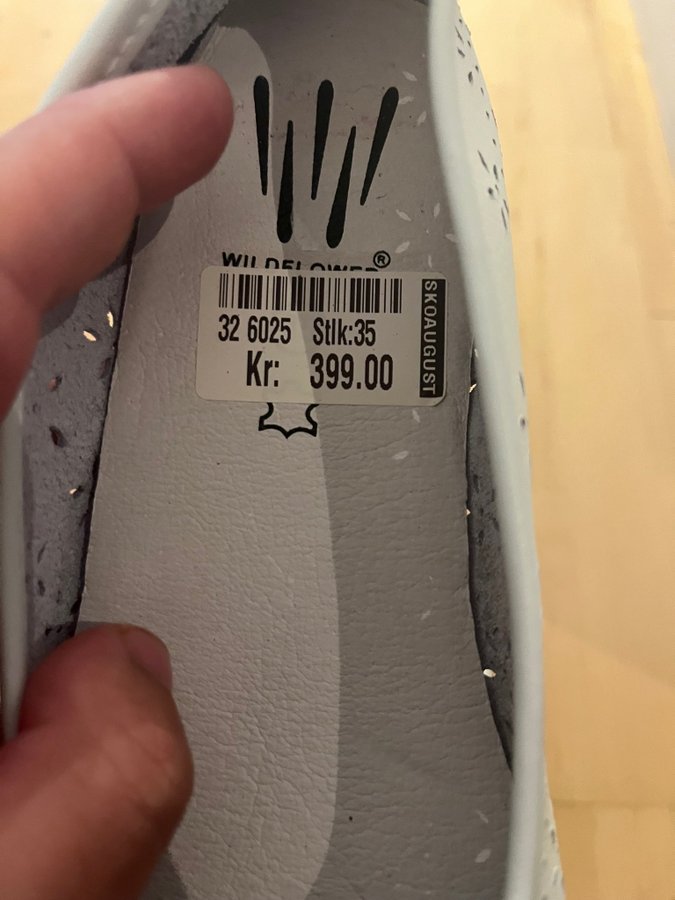 WILDFLOWER®
32 6025 Stlk:35
Kr: 399.00
SKOAUGUST